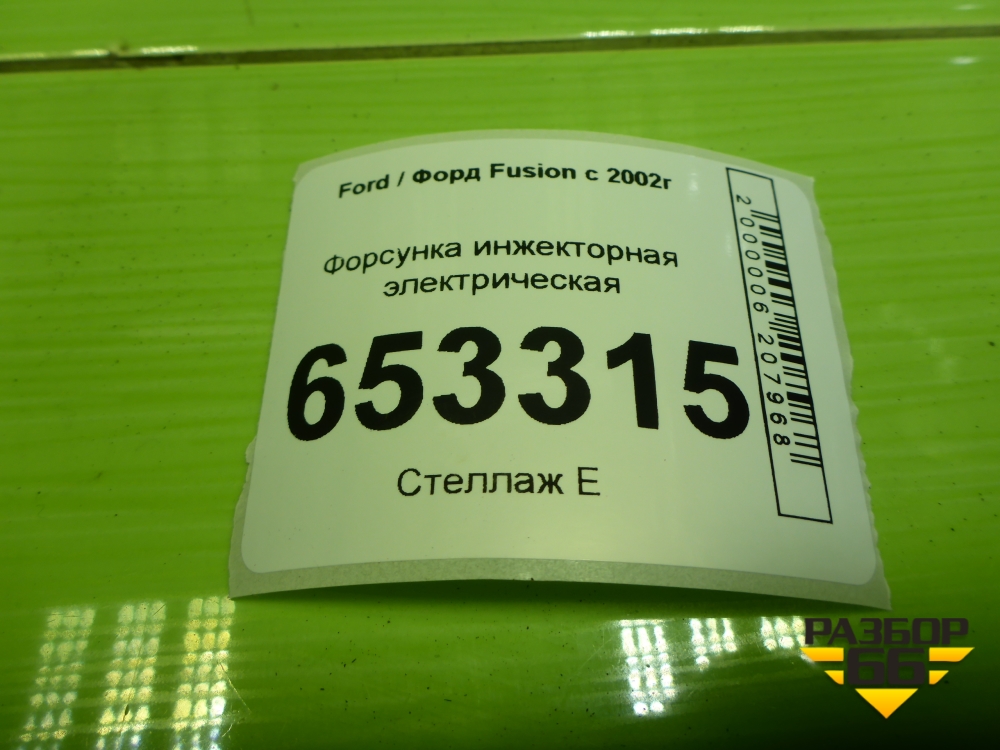 Ford / Форд Fusion с 2002г
Форсунка инжекторная
электрическая
653315
Стеллаж Е
2000006207968
РАЗБОР
66